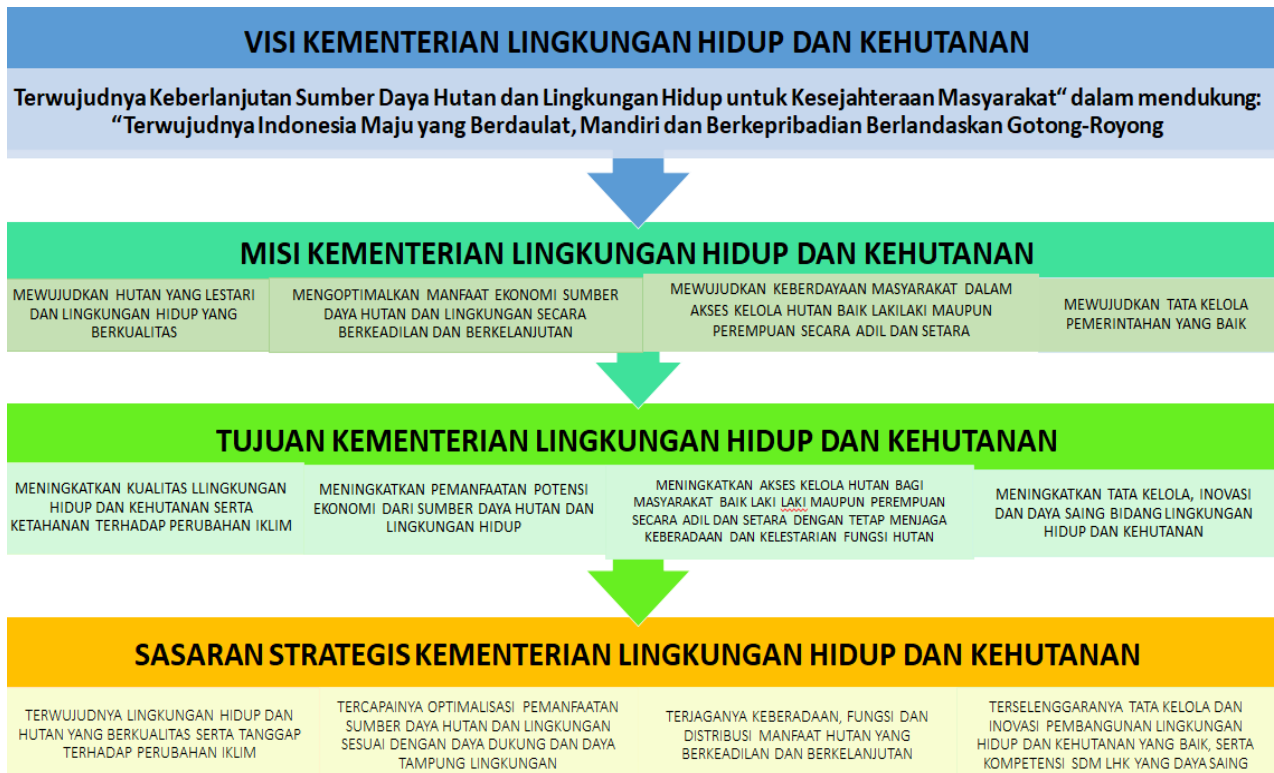 VISI KEMENTERIAN LINGKUNGAN HIDUP DAN KEHUTANAN
Terwujudnya Keberlanjutan Sumber Daya Hutan dan Lingkungan Hidup untuk Kesejahteraan Masyarakat“ dalam mendukung:
“Terwujudnya Indonesia Maju yang Berdaulat, Mandiri dan Berkepribadian Berlandaskan Gotong-Royong
MISI KEMENTERIAN LINGKUNGAN HIDUP DAN KEHUTANAN
MEWUJUDKAN HUTAN YANG LESTARI
DAN LINGKUNGAN HIDUP YANG
BERKUALITAS
MENGOPTIMALKAN MANFAAT EKONOMI SUMBER
DAYA HUTAN DAN LINGKUNGAN SECARA
BERKEADILAN DAN BERKELANJUTAN
MEWUJUDKAN KEBERDAYAAN MASYARAKAT DALAM
AKSES KELOLA HUTAN BAIK LAKILAKI MAUPUN
PEREMPUAN SECARA ADIL DAN SETARA
MEWUJUDKAN TATA KELOLA
PEMERINTAHAN YANG BAIK
TUJUAN KEMENTERIAN LINGKUNGAN HIDUP DAN KEHUTANAN
MENINGKATKAN KUALITAS LLINGKUNGAN
HIDUP DAN KEHUTANAN SERTA
KETAHANAN TERHADAP PERUBAHAN IKLIM
MENINGKATKAN PEMANFAATAN POTENSI
EKONOMI DARI SUMBER DAYA HUTAN DAN
LINGKUNGAN HIDUP
MENINGKATKAN AKSES KELOLA HUTAN BAGI
MASYARAKAT BAIK LAKI LAKI MAUPUN PEREMPUAN
SECARA ADIL DAN SETARA DENGAN TETAP MENJAGA
KEBERADAAN DAN KELESTARIAN FUNGSI HUTAN
MENINGKATKAN TATA KELOLA, INOVASI
DAN DAYA SAING BIDANG LINGKUNGAN
HIDUP DAN KEHUTANAN
SASARAN STRATEGIS KEMENTERIAN LINGKUNGAN HIDUP DAN KEHUTANAN
TERWUJUDNYA LINGKUNGAN HIDUP DAN
HUTAN YANG BERKUALITAS SERTA TANGGAP
TERHADAP PERUBAHAN IKLIM
TERCAPAINYA OPTIMALISASI PEMANFAATAN
SUMBER DAYA HUTAN DAN LINGKUNGAN
SESUAI DENGAN DAYA DUKUNG DAN DAYA
TAMPUNG LINGKUNGAN
TERJAGANYA KEBERADAAN, FUNGSI DAN
DISTRIBUSI MANFAAT HUTAN YANG
BERKEADILAN DAN BERKELANJUTAN
TERSELENGGARANYA TATA KELOLA DAN
INOVASI PEMBANGUNAN LINGKUNGAN
HIDUP DAN KEHUTANAN YANG BAIK, SERTA
KOMPETENSI SDM LHK YANG DAYA SAING